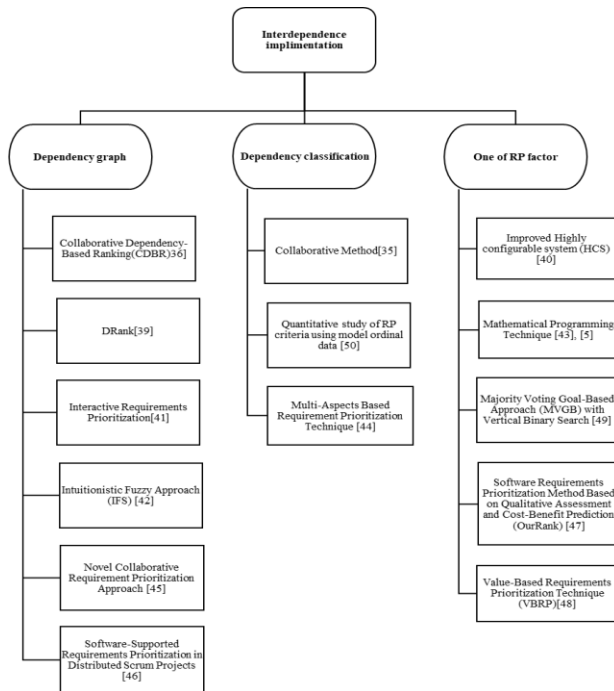 Interdependence
implimentation
Dependency graph
Dependency classification
One of RP factor
Collaborative Dependency-
Based Ranking(CDBR)36]
DRank[39]
Interactive Requirements
Prioritization[41]
Intuitionistic Fuzzy Approach
(IFS) [42]
Novel Collaborative
Requirement Prioritization
Approach [45]
Software-Supported
Requirements Prioritization in
Distributed Scrum Projects
[46]
Collaborative Method[35]
Quantitative study of RP
criteria using model ordinal
data [50]
Multi-Aspects Based
Requirement Prioritization
Technique [44]
Improved Highly
configurable system (HCS)
[40]
Mathematical Programming
Technique [43], [5]
Majority Voting Goal-Based
Approach (MVGB) with
Vertical Binary Search [49]
Software Requirements
Prioritization Method Based
on Qualitative Assessment
and Cost-Benefit Prediction
(OurRank) [47]
Value-Based Requirements
Prioritization Technique
(VBRP)[48]